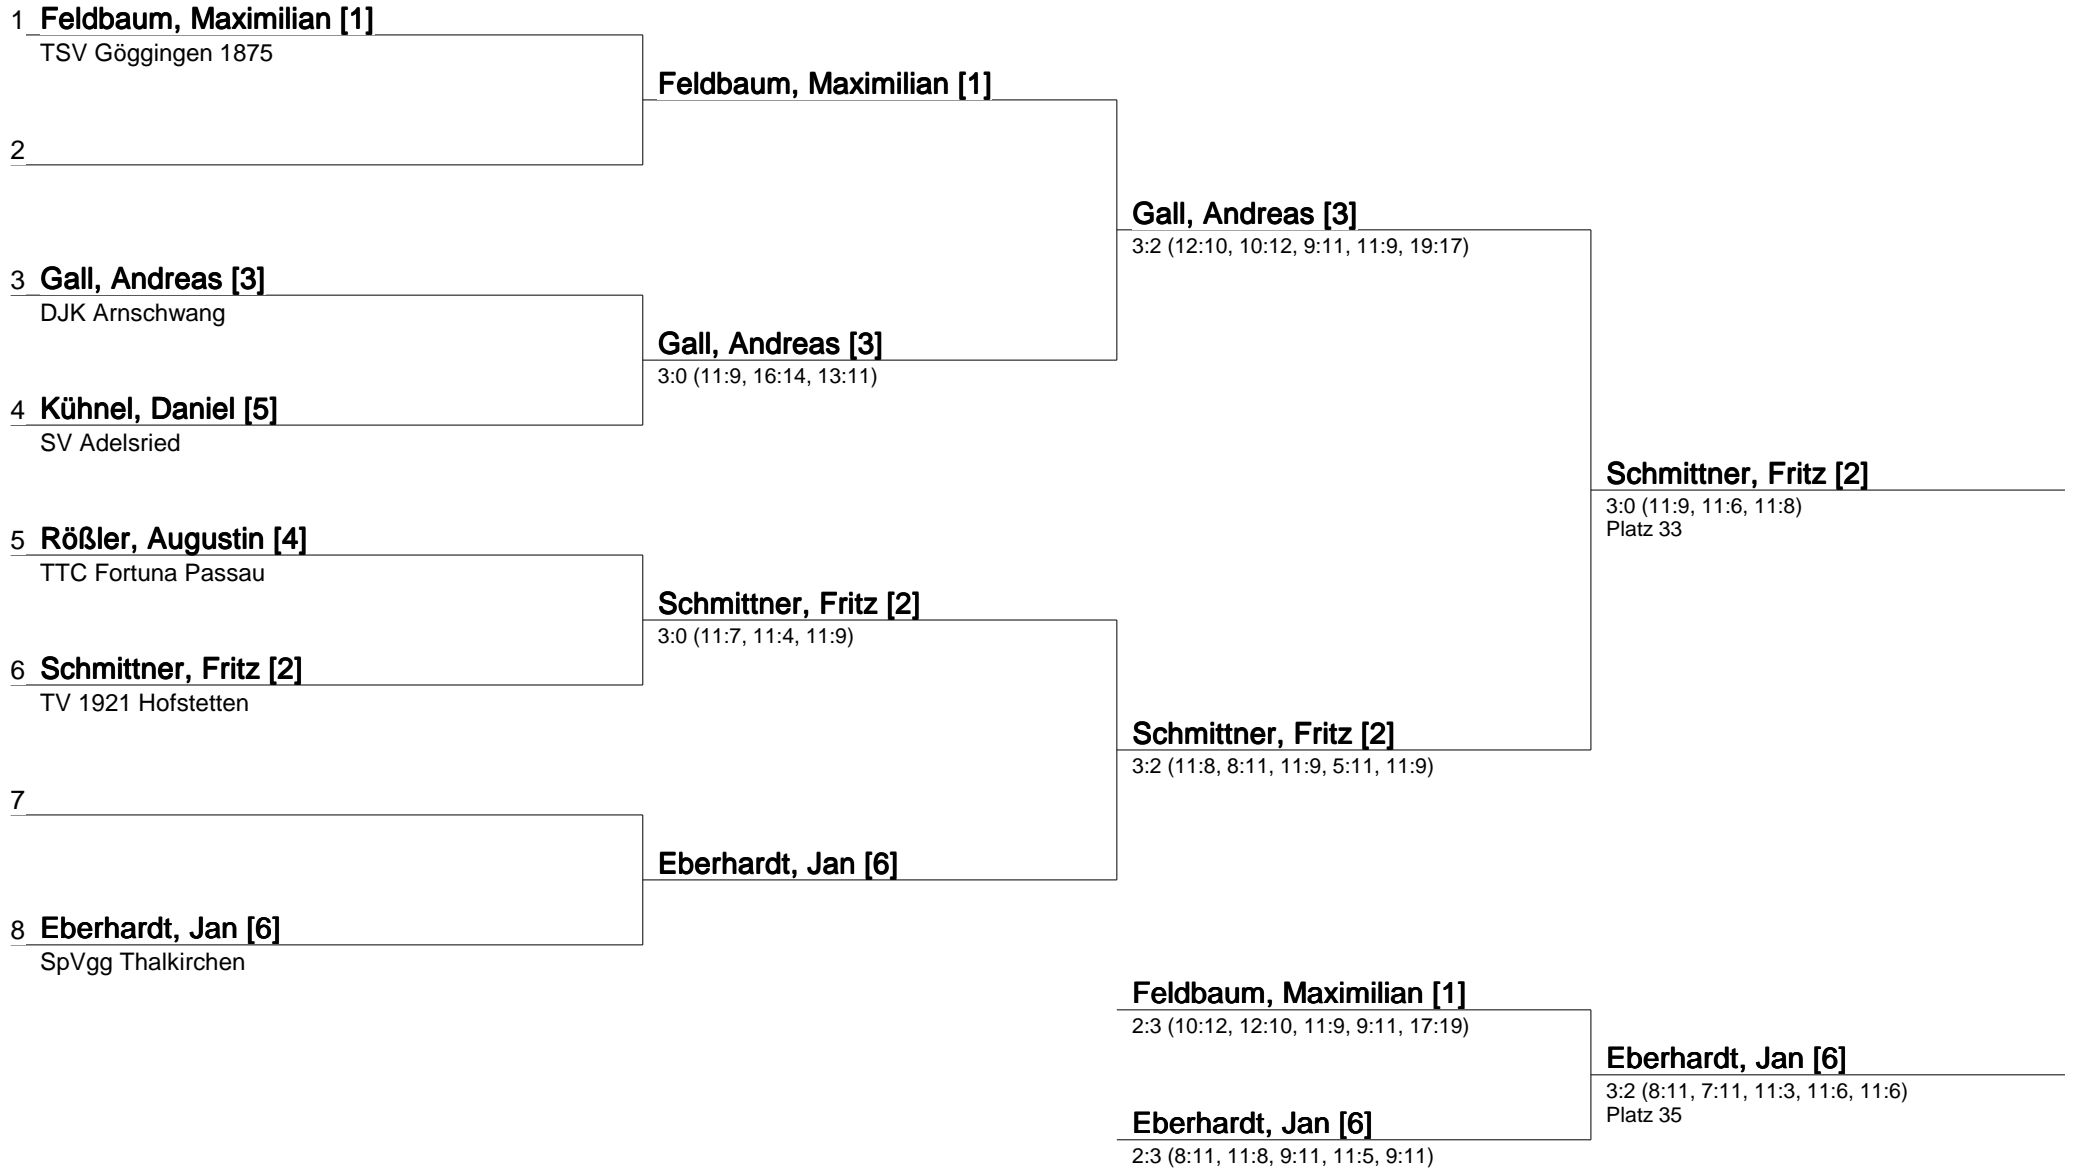 1 Feldbaum, Maximilian [1]
TSV Göggingen 1875
2
3 Gall, Andreas [3]
DJK Arnschwang
4 Kühnel, Daniel [5]
SV Adelsried
5 Rößler, Augustin [4]
TTC Fortuna Passau
6 Schmittner, Fritz [2]
TV 1921 Hofstetten
7
8 Eberhardt, Jan [6]
SpVgg Thalkirchen
Feldbaum, Maximilian [1]
Gall, Andreas [3]
3:0 (11:9, 16:14, 13:11)
Schmittner, Fritz [2]
3:0 (11:7, 11:4, 11:9)
Eberhardt, Jan [6]
Gall, Andreas [3]
3:2 (12:10, 10:12, 9:11, 11:9, 19:17)
Schmittner, Fritz [2]
3:2 (11:8, 8:11, 11:9, 5:11, 11:9)
Schmittner, Fritz [2]
3:0 (11:9, 11:6, 11:8)
Platz 33
Feldbaum, Maximilian [1]
2:3 (10:12, 12:10, 11:9, 9:11, 17:19)
Eberhardt, Jan [6]
2:3 (8:11, 11:8, 9:11, 11:5, 9:11)
Eberhardt, Jan [6]
3:2 (8:11, 7:11, 11:3, 11:6, 11:6)
Platz 35